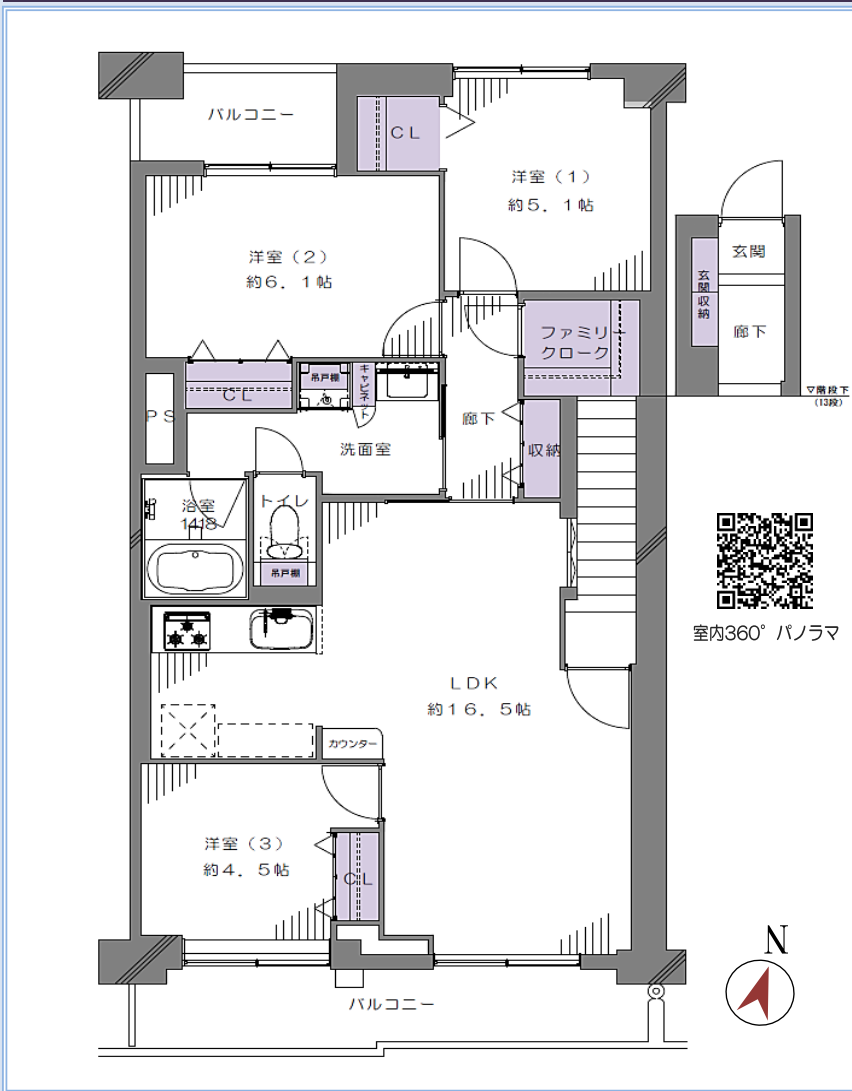 バルコニー
CL
洋室（1）
約5．1帖
洋室（2）
約6．1帖
玄関
玄関収納
廊下
▽階段下
（13段）
ファミリー
クローク
CL
吊戸棚
キャビネット
PS
廊下
収納
洗面室
浴室
1418
トイレ
吊戸棚
室内360°パノラマ
LDK
約16．5帖
カウンター
洋室（3）
約4．5帖
CL
N
バルコニー